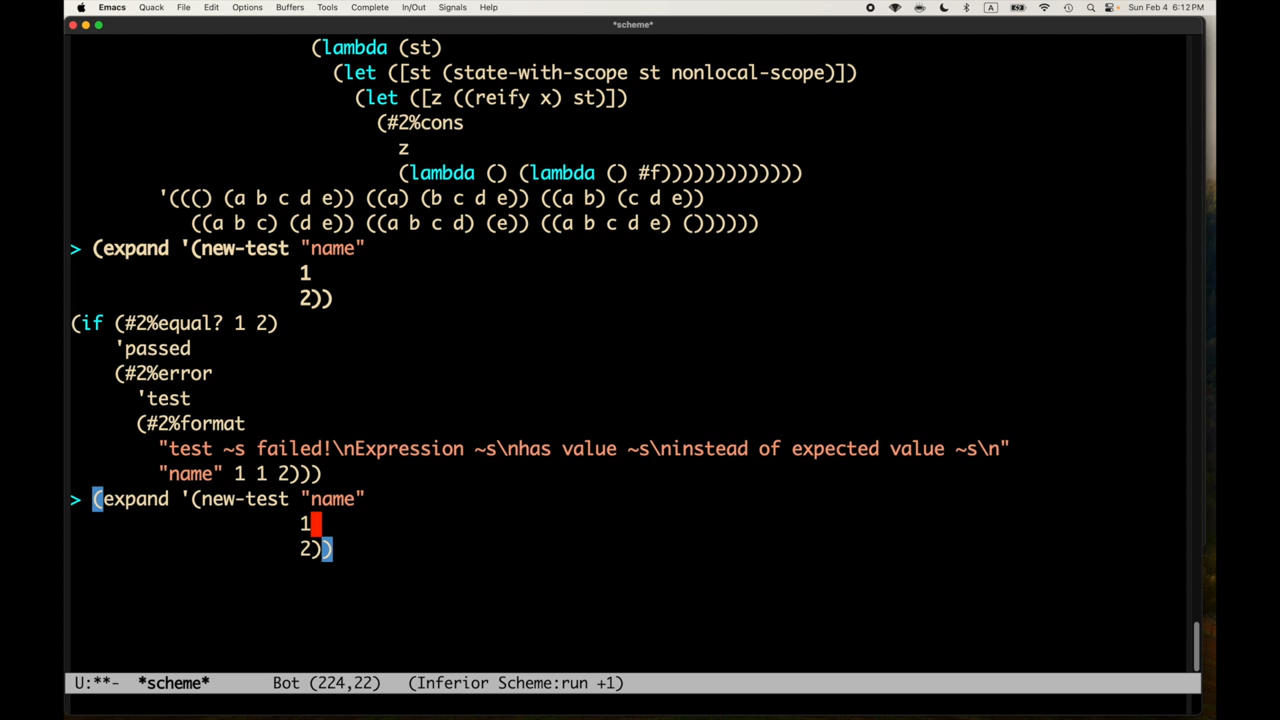 Emacs Quack File Edit Options Buffers Tools Complete In/Out Signals Help A Sun Feb 4 6:12 PM
*scheme*
(lambda (st)
(let ([st (state-with-scope st nonlocal-scope)])
(let ([z ((reify x) st)])
(#2%cons
z
(lambda () (lambda () #f)))))))))))))
'((() (a b c d e)) ((a) (b c d e)) ((a b) (c d e))
((a b c) (d e)) ((a b c d) (e)) ((a b c d e) ())))))
> (expand '(new-test "name"
1
2))
(if (#2%equal? 1 2)
'passed
(#2%error
'test
(#2%format
"test ~s failed!\nExpression ~s\nhas value ~s\ninstead of expected value ~s\n"
"name" 1 1 2)))
> (expand '(new-test "name"
1
2))
U:**- *scheme* Bot (224,22) (Inferior Scheme:run +1)